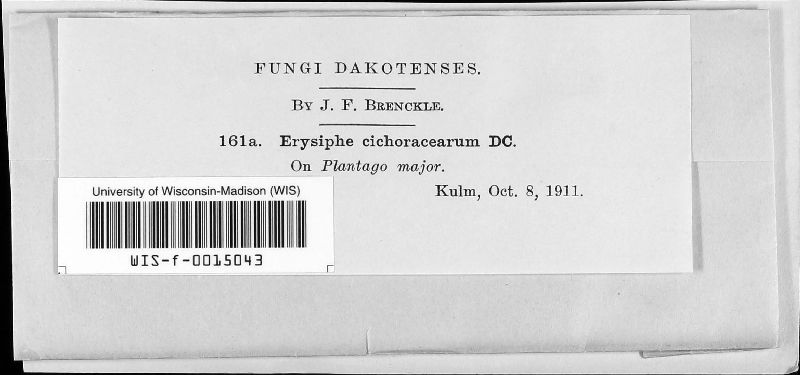 FUNGI DAKOTENSES.
BY J. F. BRENCKLE.
161a. Erysiphe cichoracearum DC.
On Plantago major.
Kulm, Oct. 8, 1911.
University of Wisconsin-Madison (WIS)
WIS-f-0015043